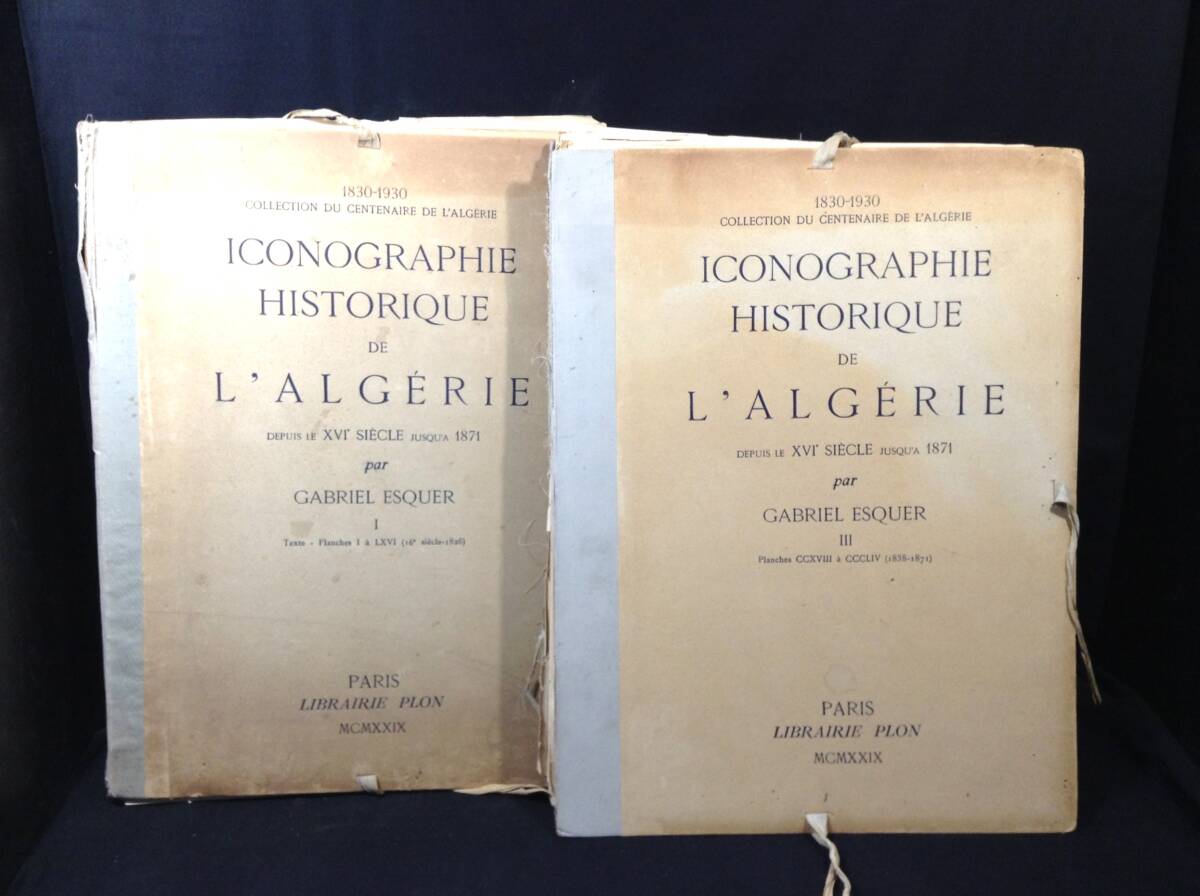 1830-1930
COLLECTION DU CENTENAIRE DE L'ALGÉRIE
ICONOGRAPHIE
HISTORIQUE
DE
L'ALGÉRIE
DEPUIS LE XVIe SIÈCLE JUSQU'A 1871
par
GABRIEL ESQUER
I
Texte - Planches I à LXVI (16e siècle-1826)
PARIS
LIBRAIRIE PLON
MCMXXIX
1830-1930
COLLECTION DU CENTENAIRE DE L'ALGÉRIE
ICONOGRAPHIE
HISTORIQUE
DE
L'ALGÉRIE
DEPUIS LE XVIe SIÈCLE JUSQU'A 1871
par
GABRIEL ESQUER
III
Planches CCXVIII à CCCLIV (1838-1871)
PARIS
LIBRAIRIE PLON
MCMXXIX